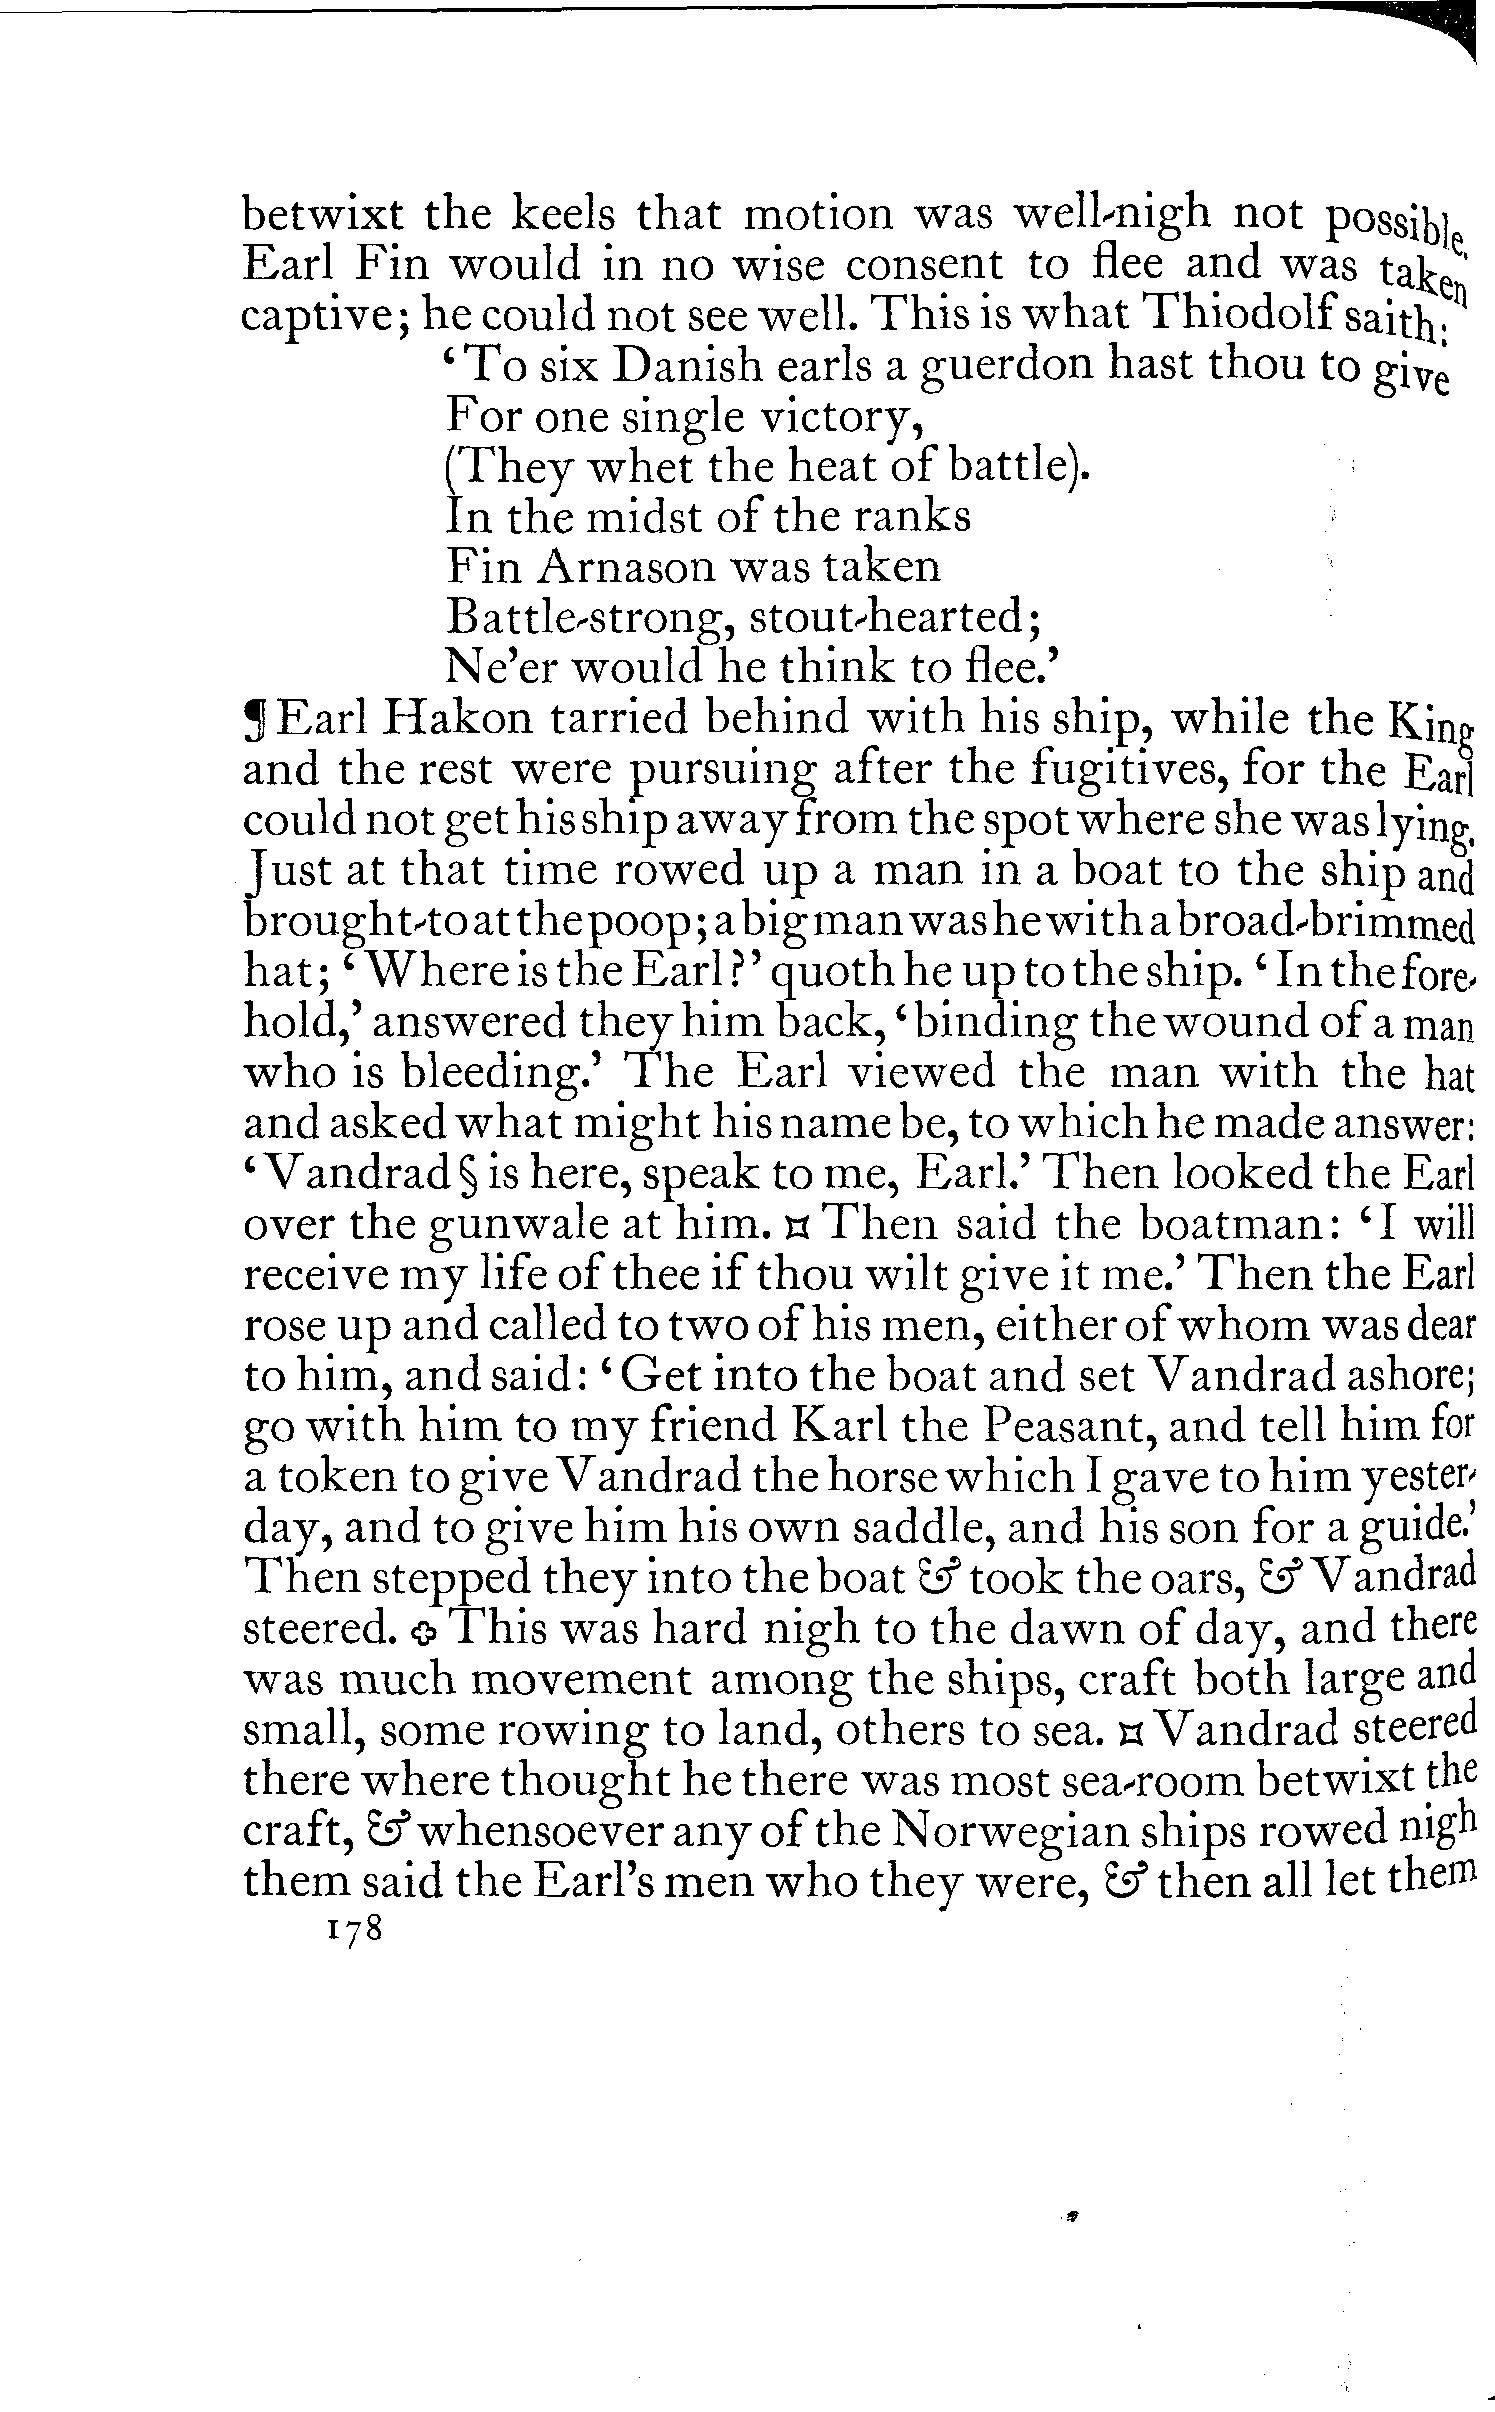 betwixt the keels that motion was well-nigh not possible.
Earl Fin would in no wise consent to flee and was taken
captive; he could not see well. This is what Thiodolf saith:
‘To six Danish earls a guerdon hast thou to give
For one single victory,
(They whet the heat of battle).
In the midst of the ranks
Fin Arnason was taken
Battle-strong, stout-hearted;
Ne’er would he think to flee.’
¶ Earl Hakon tarried behind with his ship, while the King
and the rest were pursuing after the fugitives, for the Earl
could not get his ship away from the spot where she was lying.
Just at that time rowed up a man in a boat to the ship and
brought-to at the poop; a big man was he with a broad-brimmed
hat; ‘Where is the Earl?’ quoth he up to the ship. ‘In the fore-
hold,’ answered they him back, ‘binding the wound of a man
who is bleeding.’ The Earl viewed the man with the hat
and asked what might his name be, to which he made answer:
‘Vandrad § is here, speak to me, Earl.’ Then looked the Earl
over the gunwale at him. ¤ Then said the boatman: ‘I will
receive my life of thee if thou wilt give it me.’ Then the Earl
rose up and called to two of his men, either of whom was dear
to him, and said: ‘Get into the boat and set Vandrad ashore;
go with him to my friend Karl the Peasant, and tell him for
a token to give Vandrad the horse which I gave to him yester-
day, and to give him his own saddle, and his son for a guide.’
Then stepped they into the boat & took the oars, & Vandrad
steered. ✣ This was hard nigh to the dawn of day, and there
was much movement among the ships, craft both large and
small, some rowing to land, others to sea. ¤ Vandrad steered
there where thought he there was most sea-room betwixt the
craft, & whensoever any of the Norwegian ships rowed nigh
them said the Earl’s men who they were, & then all let them
178